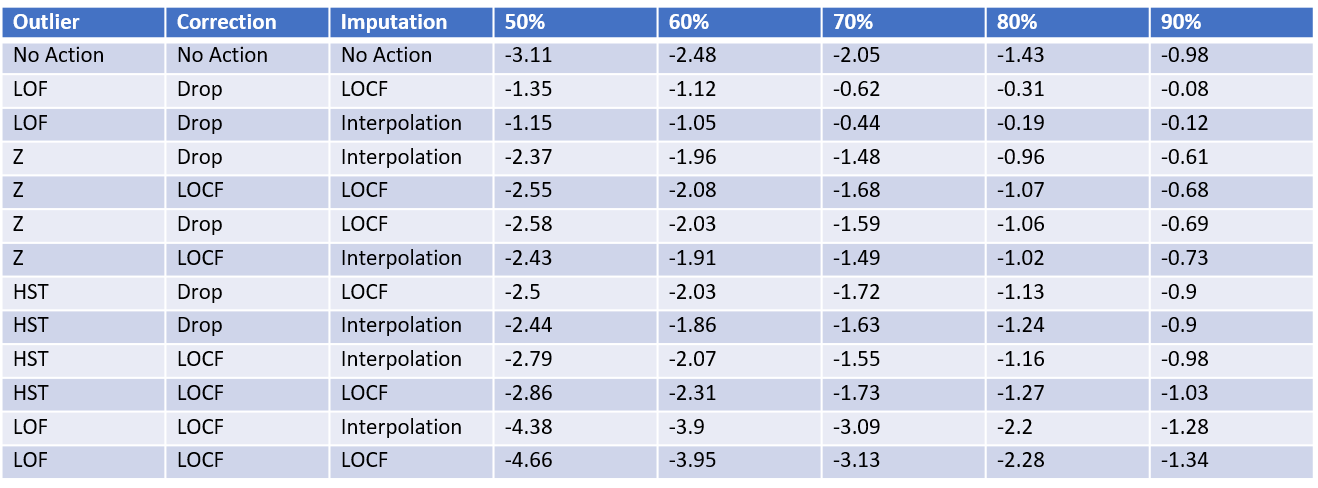 Outlier Correction Imputation 50% 60% 70% 80% 90%
No Action No Action No Action -3.11 -2.48 -2.05 -1.43 -0.98
LOF Drop LOCF -1.35 -1.12 -0.62 -0.31 -0.08
LOF Drop Interpolation -1.15 -1.05 -0.44 -0.19 -0.12
Z Drop Interpolation -2.37 -1.96 -1.48 -0.96 -0.61
Z LOCF LOCF -2.55 -2.08 -1.68 -1.07 -0.68
Z Drop LOCF -2.58 -2.03 -1.59 -1.06 -0.69
Z LOCF Interpolation -2.43 -1.91 -1.49 -1.02 -0.73
HST Drop LOCF -2.5 -2.03 -1.72 -1.13 -0.9
HST Drop Interpolation -2.44 -1.86 -1.63 -1.24 -0.9
HST LOCF Interpolation -2.79 -2.07 -1.55 -1.16 -0.98
HST LOCF LOCF -2.86 -2.31 -1.73 -1.27 -1.03
LOF LOCF Interpolation -4.38 -3.9 -3.09 -2.2 -1.28
LOF LOCF LOCF -4.66 -3.95 -3.13 -2.28 -1.34